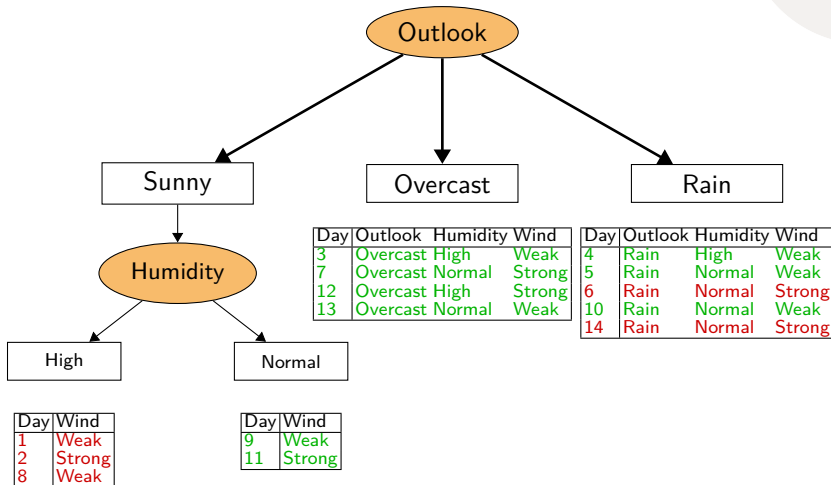 Outlook
Sunny
Overcast
Rain
Humidity
High
Normal
Day Outlook Humidity Wind
3 Overcast High Weak
7 Overcast Normal Strong
12 Overcast High Strong
13 Overcast Normal Weak
Day Outlook Humidity Wind
4 Rain High Weak
5 Rain Normal Weak
6 Rain Normal Strong
10 Rain Normal Weak
14 Rain Normal Strong
Day Wind
1 Weak
2 Strong
8 Weak
Day Wind
9 Weak
11 Strong